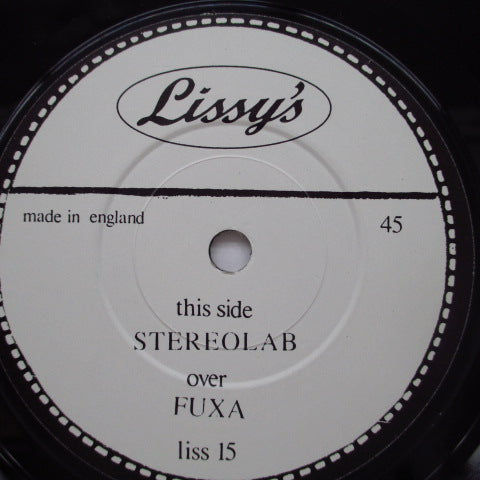 Lissy's
made in england 45
this side
STEREOLAB
over
FUXA
liss 15